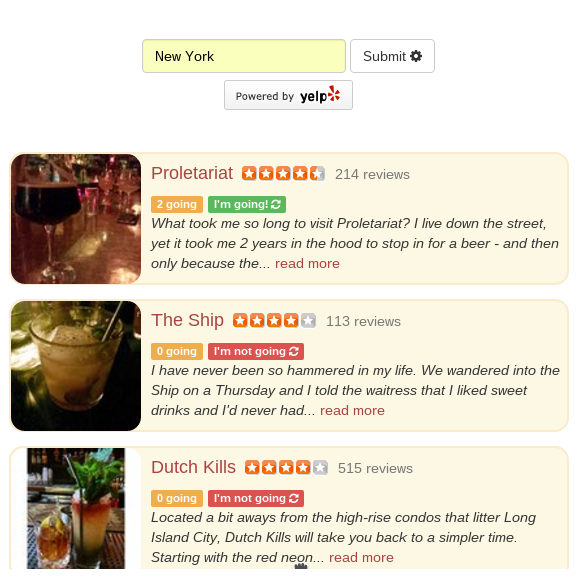 New York
Submit
Powered by yelp
Proletariat 214 reviews
2 going I'm going!
What took me so long to visit Proletariat? I live down the street,
yet it took me 2 years in the hood to stop in for a beer - and then
only because the... read more
The Ship 113 reviews
0 going I'm not going
I have never been so hammered in my life. We wandered into the
Ship on a Thursday and I told the waitress that I liked sweet
drinks and I'd never had... read more
Dutch Kills 515 reviews
0 going I'm not going
Located a bit aways from the high-rise condos that litter Long
Island City, Dutch Kills will take you back to a simpler time.
Starting with the red neon... read more